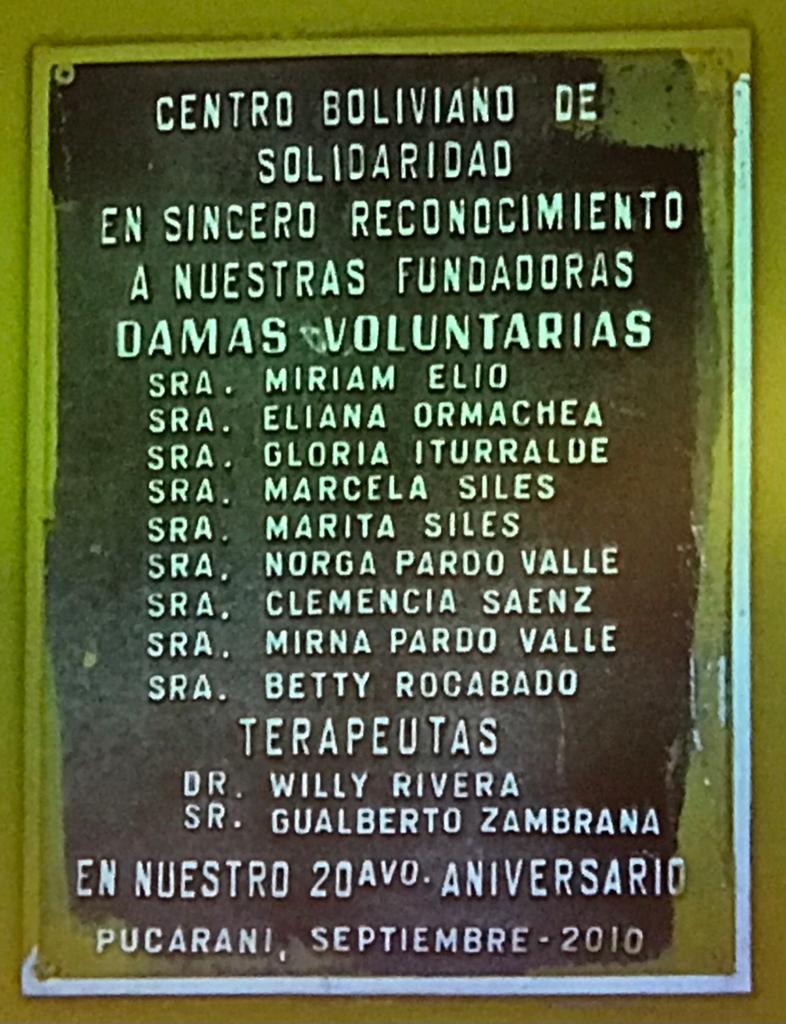 CENTRO BOLIVIANO DE
SOLIDARIDAD
EN SINCERO RECONOCIMIENTO
A NUESTRAS FUNDADORAS
DAMAS VOLUNTARIAS
SRA. MIRIAM ELIO
SRA. ELIANA ORMACHEA
SRA. GLORIA ITURRALDE
SRA. MARCELA SILES
SRA. MARITA SILES
SRA. NORGA PARDO VALLE
SRA. CLEMENCIA SAENZ
SRA. MIRNA PARDO VALLE
SRA. BETTY ROCABADO
TERAPEUTAS
DR. WILLY RIVERA
SR. GUALBERTO ZAMBRANA
EN NUESTRO 20AVO. ANIVERSARIO
PUCARANI, SEPTIEMBRE - 2010